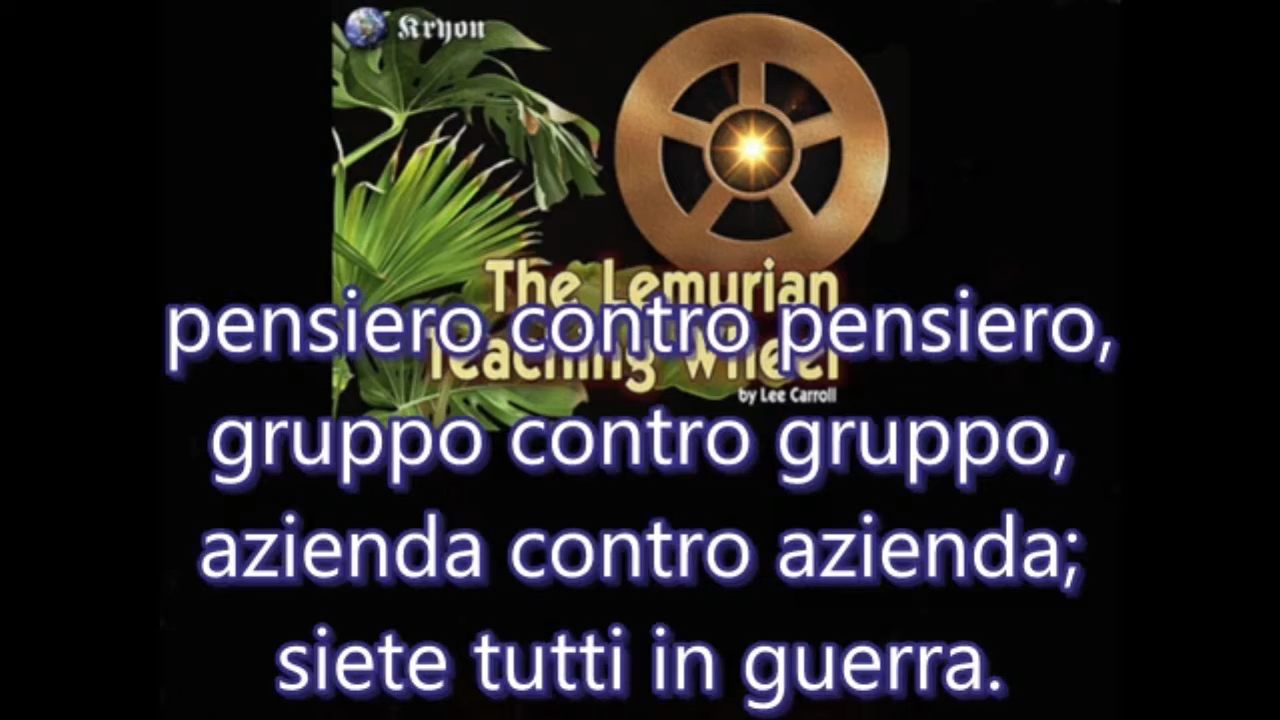 Kryon
The Lemurian
Teaching Wheel
by Lee Carroll
pensiero contro pensiero,
gruppo contro gruppo,
azienda contro azienda;
siete tutti in guerra.